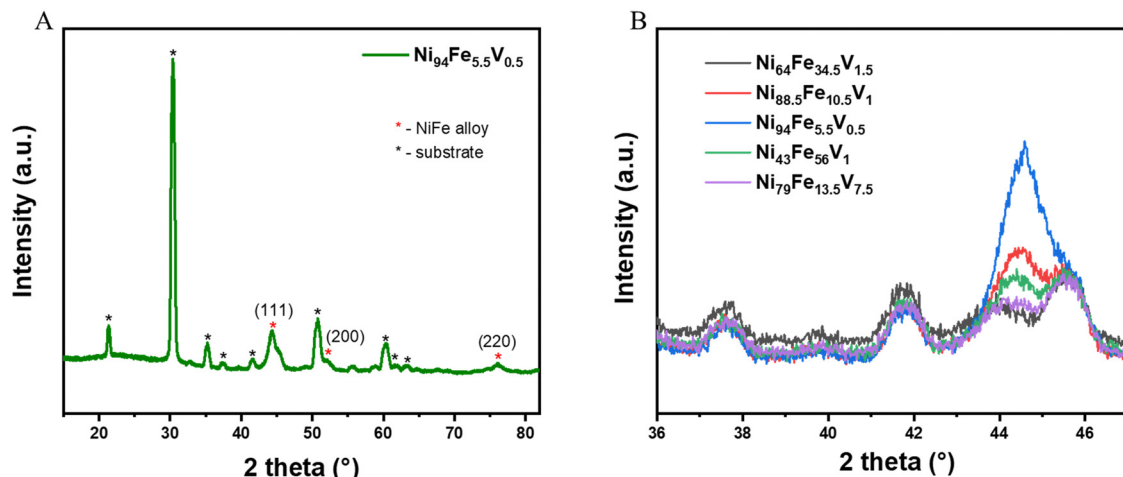 A
Ni94Fe5.5V0.5
* - NiFe alloy
* - substrate
*
*
*
*
*
(111)
*
*
(200)
*
*
*
*
(220)
*
Intensity (a.u.)
20 30 40 50 60 70 80
2 theta (°)
B
Ni64Fe34.5V1.5
Ni88.5Fe10.5V1
Ni94Fe5.5V0.5
Ni43Fe56V1
Ni79Fe13.5V7.5
Intensity (a.u.)
36 38 40 42 44 46
2 theta (°)